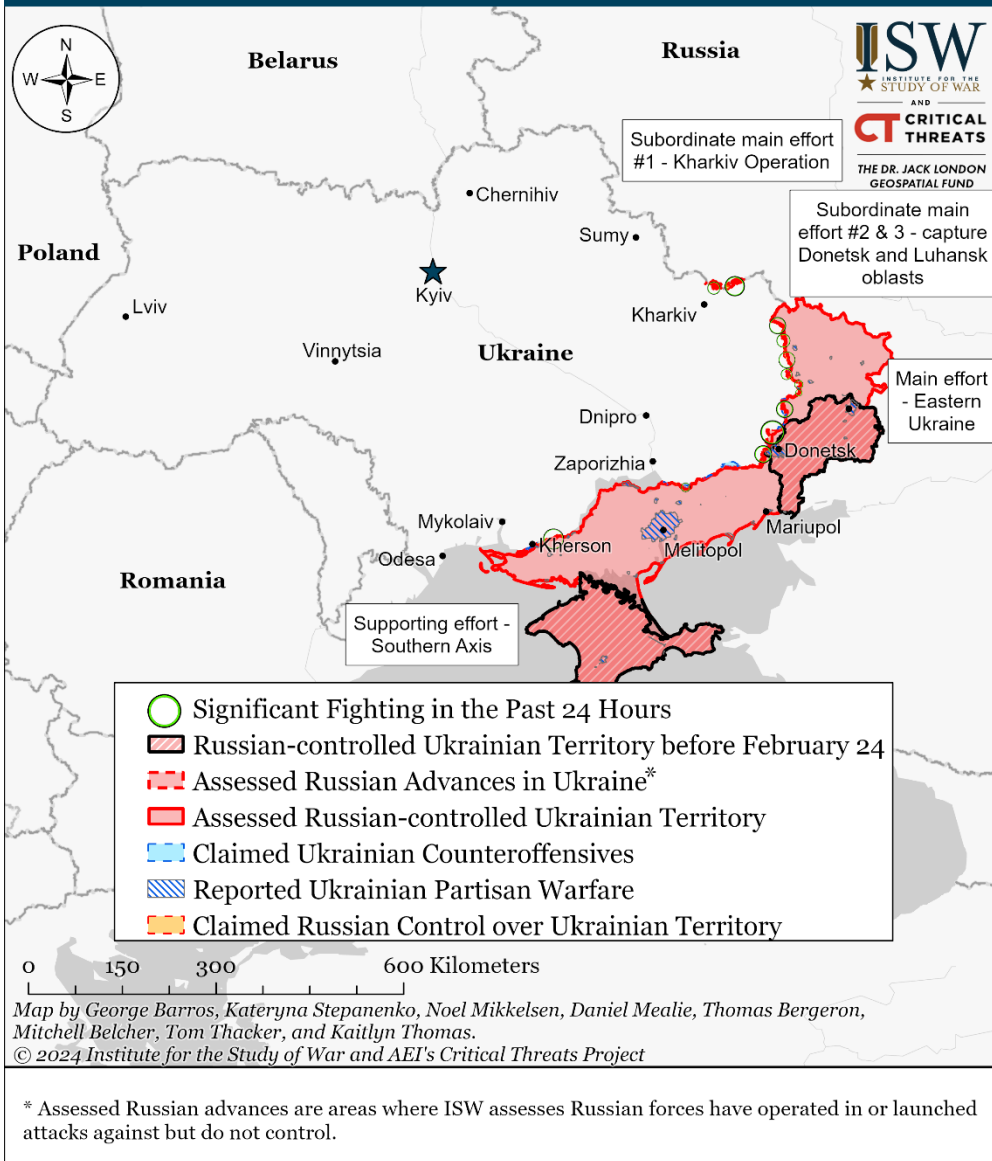 N
W
E
S
Belarus
Russia
ISW
INSTITUTE FOR THE
STUDY OF WAR
AND
CT CRITICAL
THREATS
THE DR. JACK LONDON
GEOSPATIAL FUND
Subordinate main effort
#1 - Kharkiv Operation
Subordinate main
effort #2 & 3 - capture
Donetsk and Luhansk
oblasts
Chernihiv
Sumy
Poland
Kyiv
Lviv
Kharkiv
Vinnytsia
Ukraine
Main effort
- Eastern
Ukraine
Dnipro
Donetsk
Zaporizhia
Mykolaiv
Mariupol
Kherson
Melitopol
Odesa
Romania
Supporting effort -
Southern Axis
Significant Fighting in the Past 24 Hours
Russian-controlled Ukrainian Territory before February 24
Assessed Russian Advances in Ukraine*
Assessed Russian-controlled Ukrainian Territory
Claimed Ukrainian Counteroffensives
Reported Ukrainian Partisan Warfare
Claimed Russian Control over Ukrainian Territory
0 150 300 600 Kilometers
Map by George Barros, Kateryna Stepanenko, Noel Mikkelsen, Daniel Mealie, Thomas Bergeron,
Mitchell Belcher, Tom Thacker, and Kaitlyn Thomas.
© 2024 Institute for the Study of War and AEI's Critical Threats Project
* Assessed Russian advances are areas where ISW assesses Russian forces have operated in or launched
attacks against but do not control.